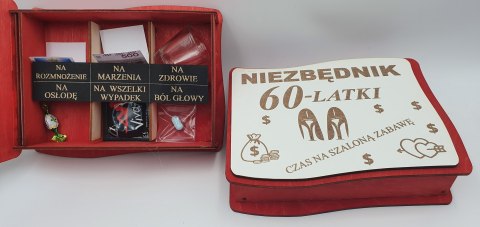 NA
ROZMNOŻENIE
NA
MARZENIA
NA
ZDROWIE
NA
OSŁODĘ
NA WSZELKI
WYPADEK
NA
BÓL GŁOWY
500
NIEZBĘDNIK
60-LATKI
CZAS NA SZALONĄ ZABAWĘ